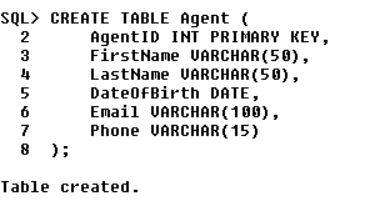 SQL> CREATE TABLE Agent (
  2      AgentID INT PRIMARY KEY,
  3      FirstName VARCHAR(50),
  4      LastName VARCHAR(50),
  5      DateOfBirth DATE,
  6      Email VARCHAR(100),
  7      Phone VARCHAR(15)
  8  );
Table created.